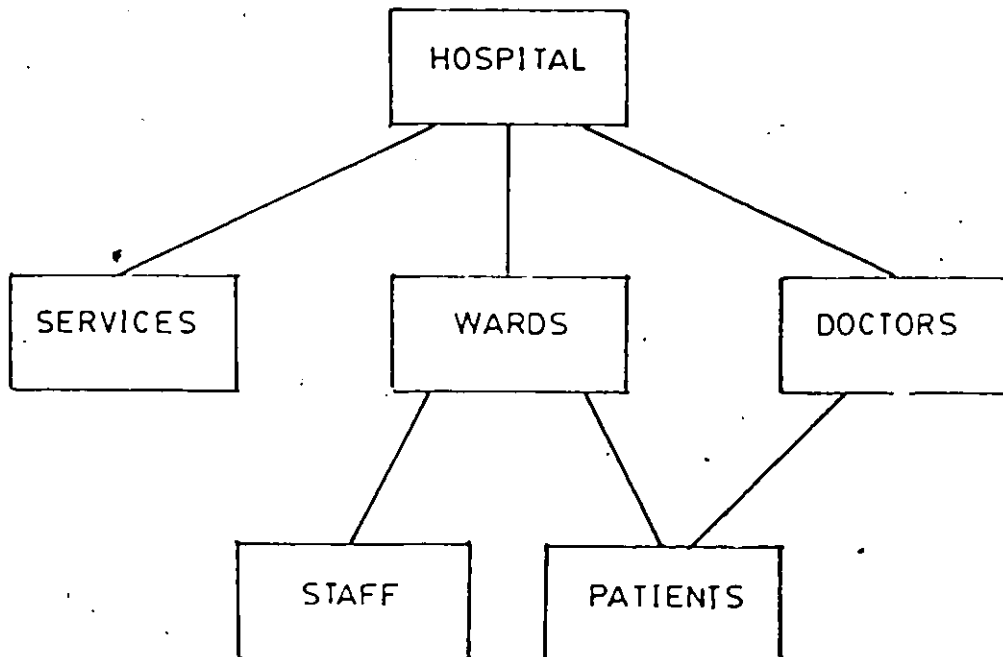 HOSPITAL
SERVICES
WARDS
DOCTORS
STAFF
PATIENTS